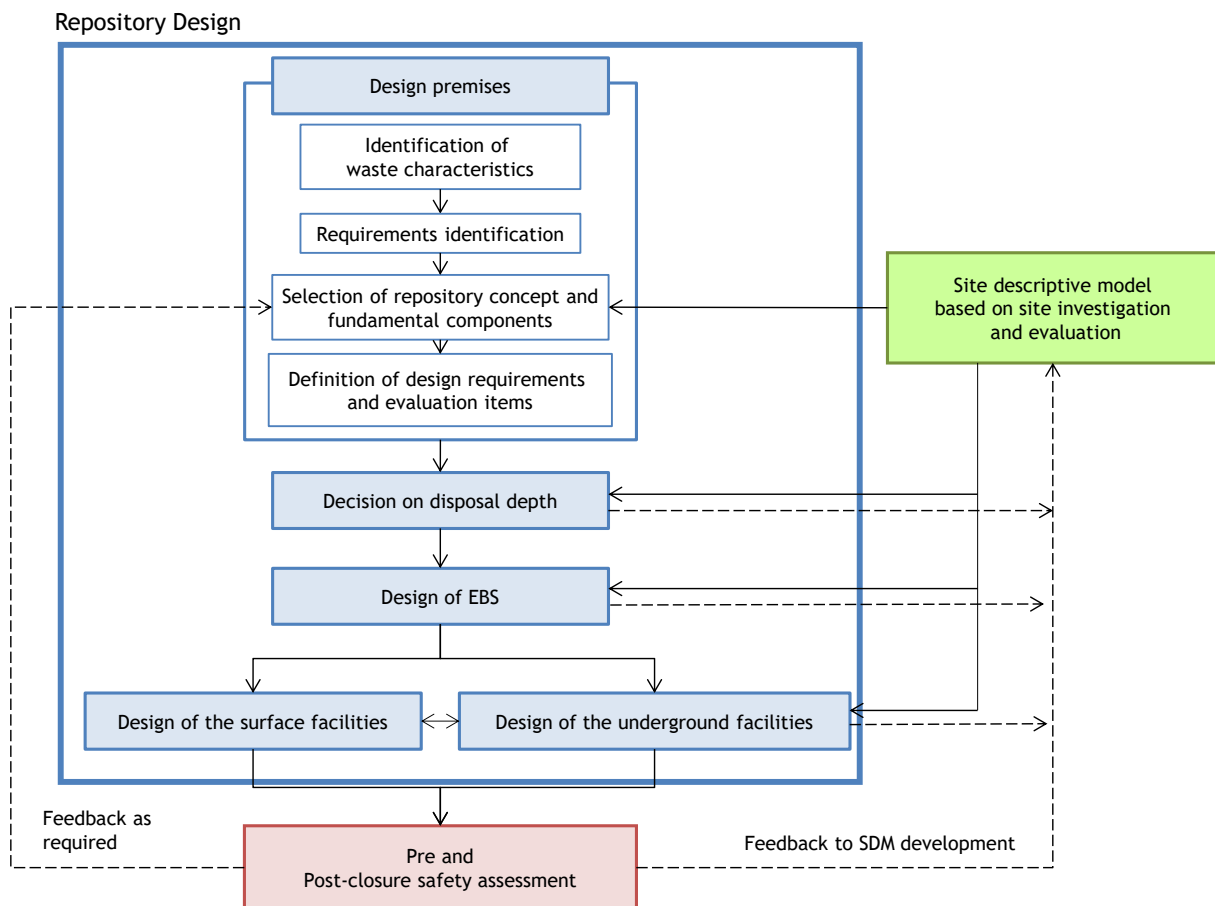 Repository Design
Design premises
Identification of
waste characteristics
Requirements identification
Selection of repository concept and
fundamental components
Definition of design requirements
and evaluation items
Site descriptive model
based on site investigation
and evaluation
Decision on disposal depth
Design of EBS
Design of the surface facilities
Design of the underground facilities
Feedback as
required
Pre and
Post-closure safety assessment
Feedback to SDM development